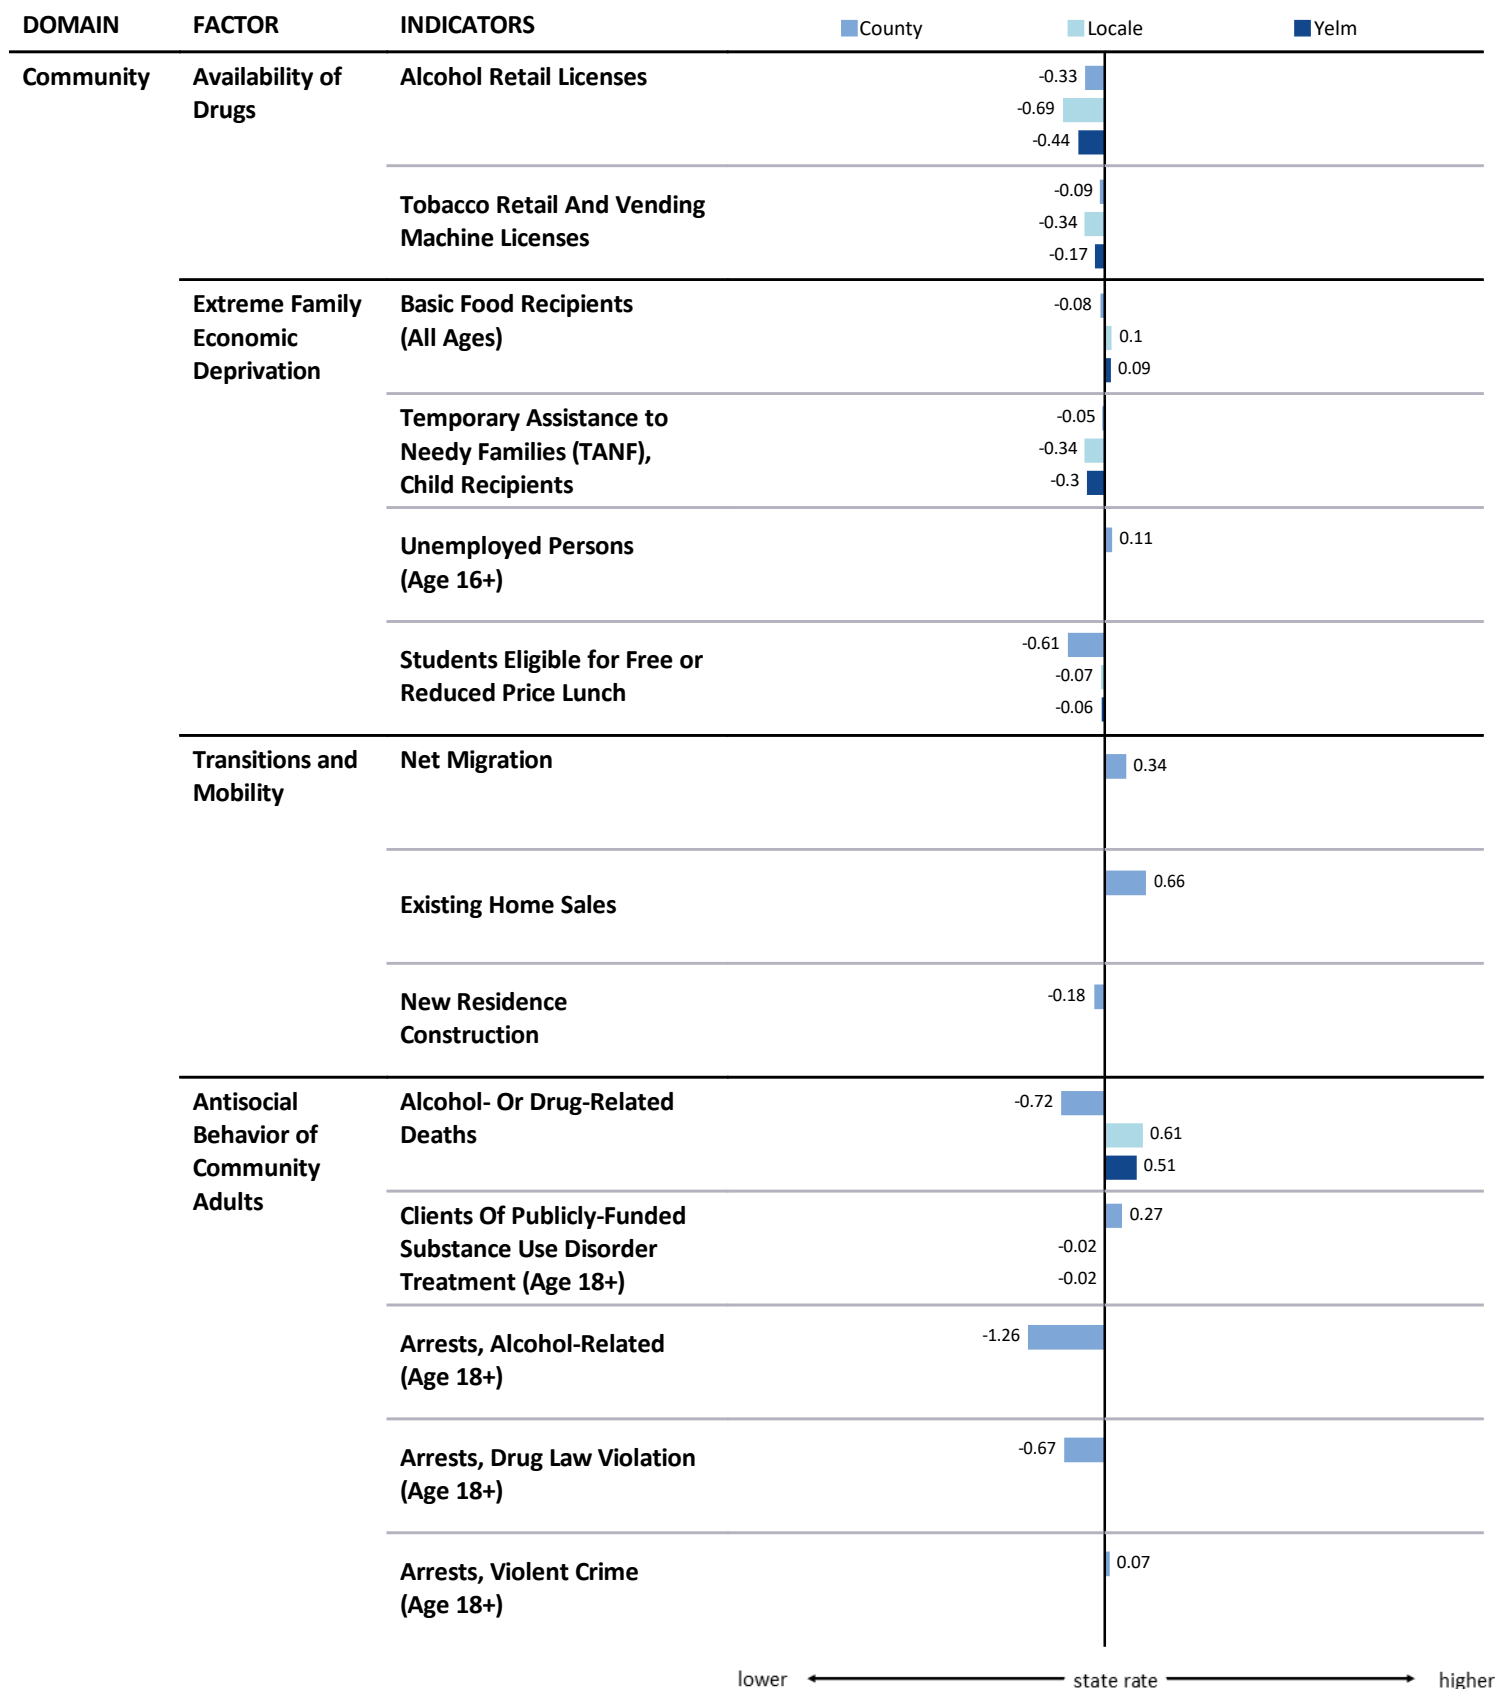 DOMAIN FACTOR INDICATORS County Locale Yelm
Community Availability of Alcohol Retail Licenses
Drugs
-0.33
-0.69
-0.44
Tobacco Retail And Vending
Machine Licenses
-0.09
-0.34
-0.17
Extreme Family Basic Food Recipients
Economic (All Ages)
Deprivation
-0.08
0.1
0.09
Temporary Assistance to
Needy Families (TANF),
Child Recipients
-0.05
-0.34
-0.3
Unemployed Persons
(Age 16+)
0.11
Students Eligible for Free or
Reduced Price Lunch
-0.61
-0.07
-0.06
Transitions and Net Migration
Mobility
0.34
Existing Home Sales
0.66
New Residence
Construction
-0.18
Antisocial Alcohol- Or Drug-Related
Behavior of Deaths
Community
Adults
-0.72
0.61
0.51
Clients Of Publicly-Funded
Substance Use Disorder
Treatment (Age 18+)
0.27
-0.02
-0.02
Arrests, Alcohol-Related
(Age 18+)
-1.26
Arrests, Drug Law Violation
(Age 18+)
-0.67
Arrests, Violent Crime
(Age 18+)
0.07
lower state rate higher